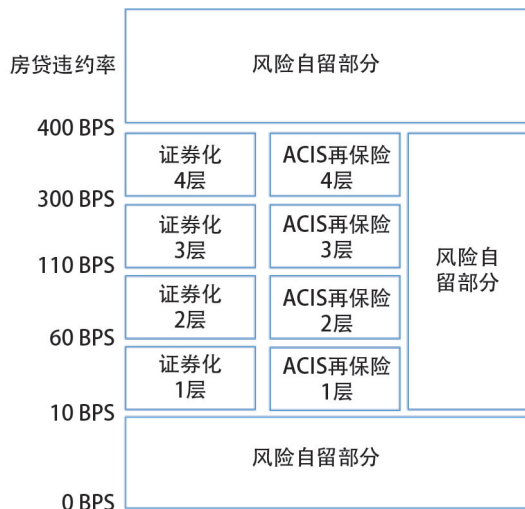 房贷违约率
风险自留部分
400 BPS
证券化
4层
ACIS再保险
4层
300 BPS
证券化
3层
ACIS再保险
3层
风险自
留部分
110 BPS
证券化
2层
ACIS再保险
2层
60 BPS
证券化
1层
ACIS再保险
1层
10 BPS
风险自留部分
0 BPS